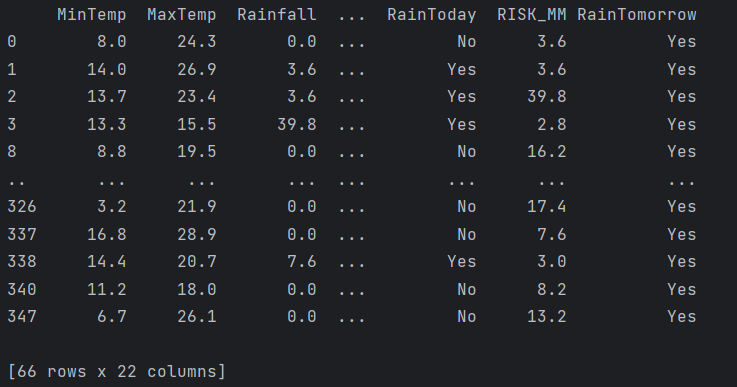 MinTemp MaxTemp Rainfall ... RainToday RISK_MM RainTomorrow
0 8.0 24.3 0.0 ... No 3.6 Yes
1 14.0 26.9 3.6 ... Yes 3.6 Yes
2 13.7 23.4 3.6 ... Yes 39.8 Yes
3 13.3 15.5 39.8 ... Yes 2.8 Yes
8 8.8 19.5 0.0 ... No 16.2 Yes
.. ... ... ... ... ... ... ...
326 3.2 21.9 0.0 ... No 17.4 Yes
337 16.8 28.9 0.0 ... No 7.6 Yes
338 14.4 20.7 7.6 ... Yes 3.0 Yes
340 11.2 18.0 0.0 ... No 8.2 Yes
347 6.7 26.1 0.0 ... No 13.2 Yes
[66 rows x 22 columns]